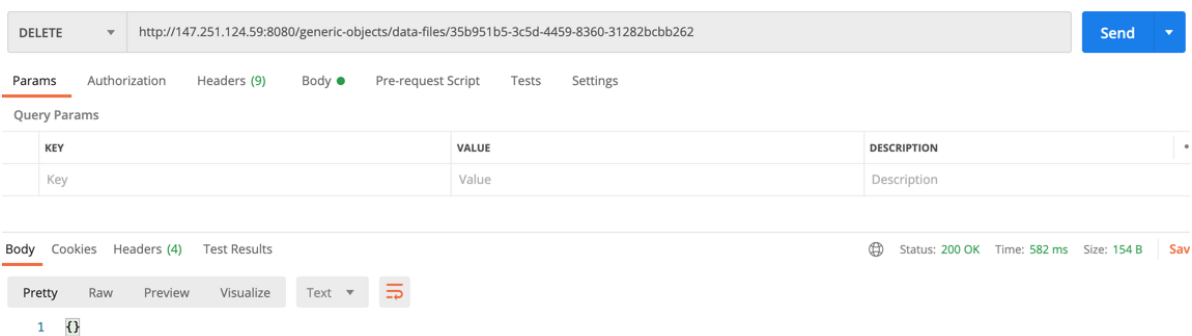 DELETE http://147.251.124.59:8080/generic-objects/data-files/35b951b5-3c5d-4459-8360-31282bcbb262 Send
Params Authorization Headers (9) Body Pre-request Script Tests Settings
Query Params
KEY VALUE DESCRIPTION
Key Value Description
Body Cookies Headers (4) Test Results Status: 200 OK Time: 582 ms Size: 154 B Sav
Pretty Raw Preview Visualize Text
1 {}